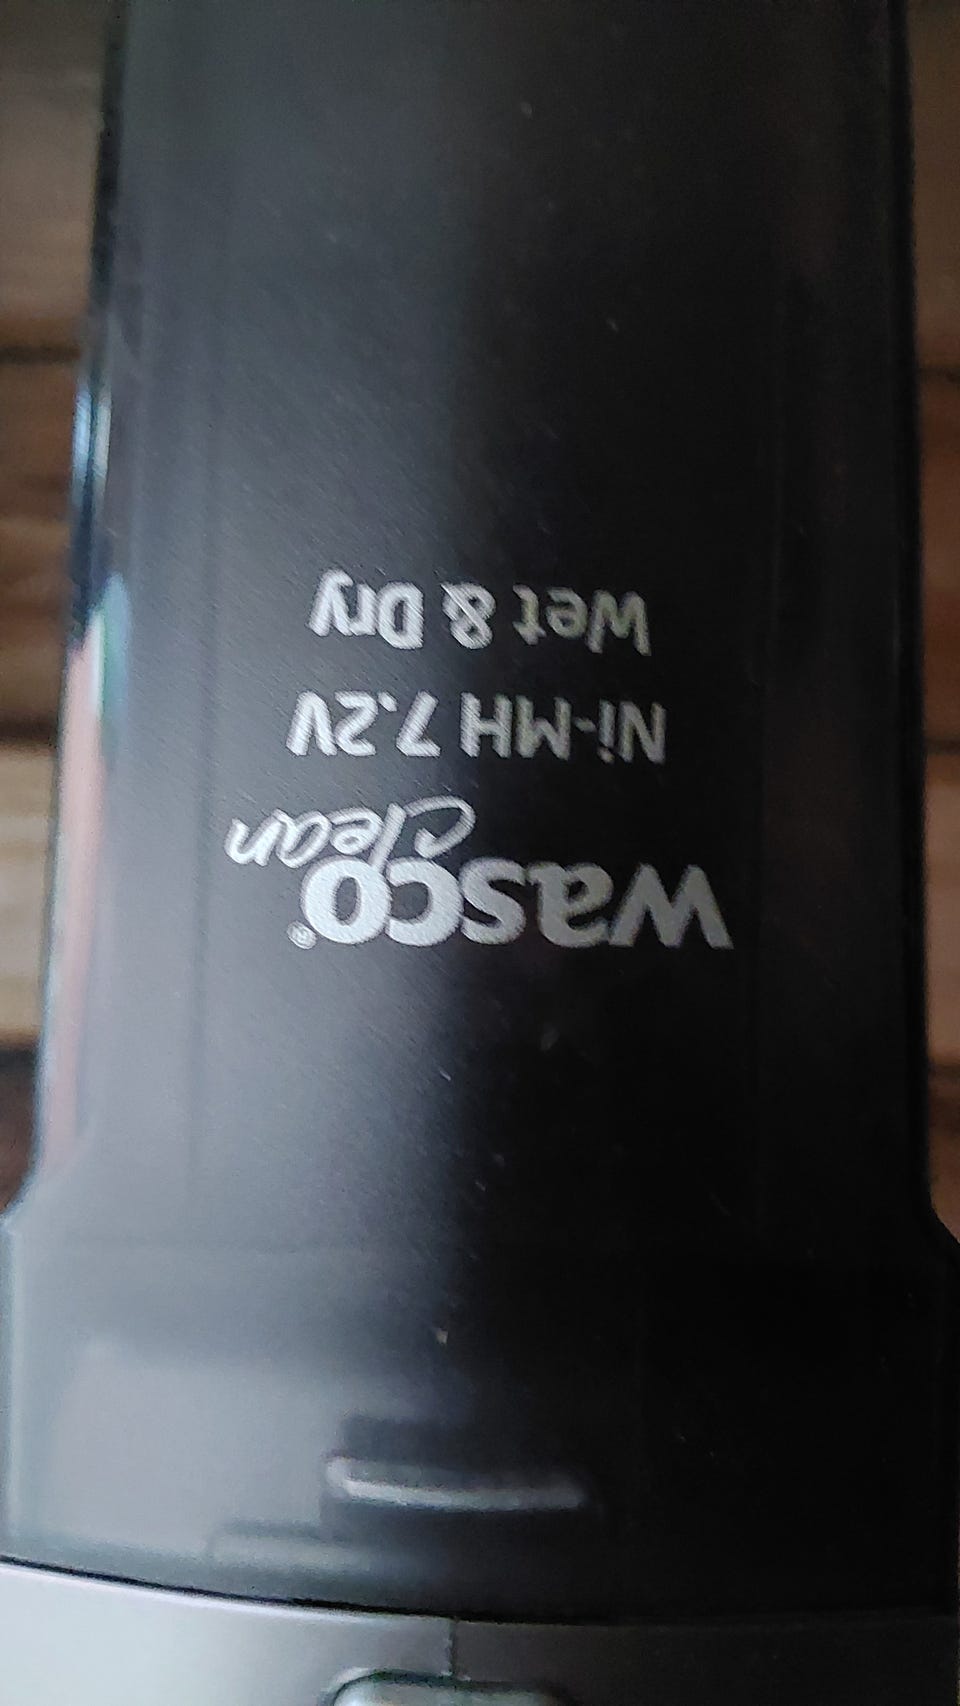 wasco®
clean
Ni-MH 7.2V
Wet & Dry